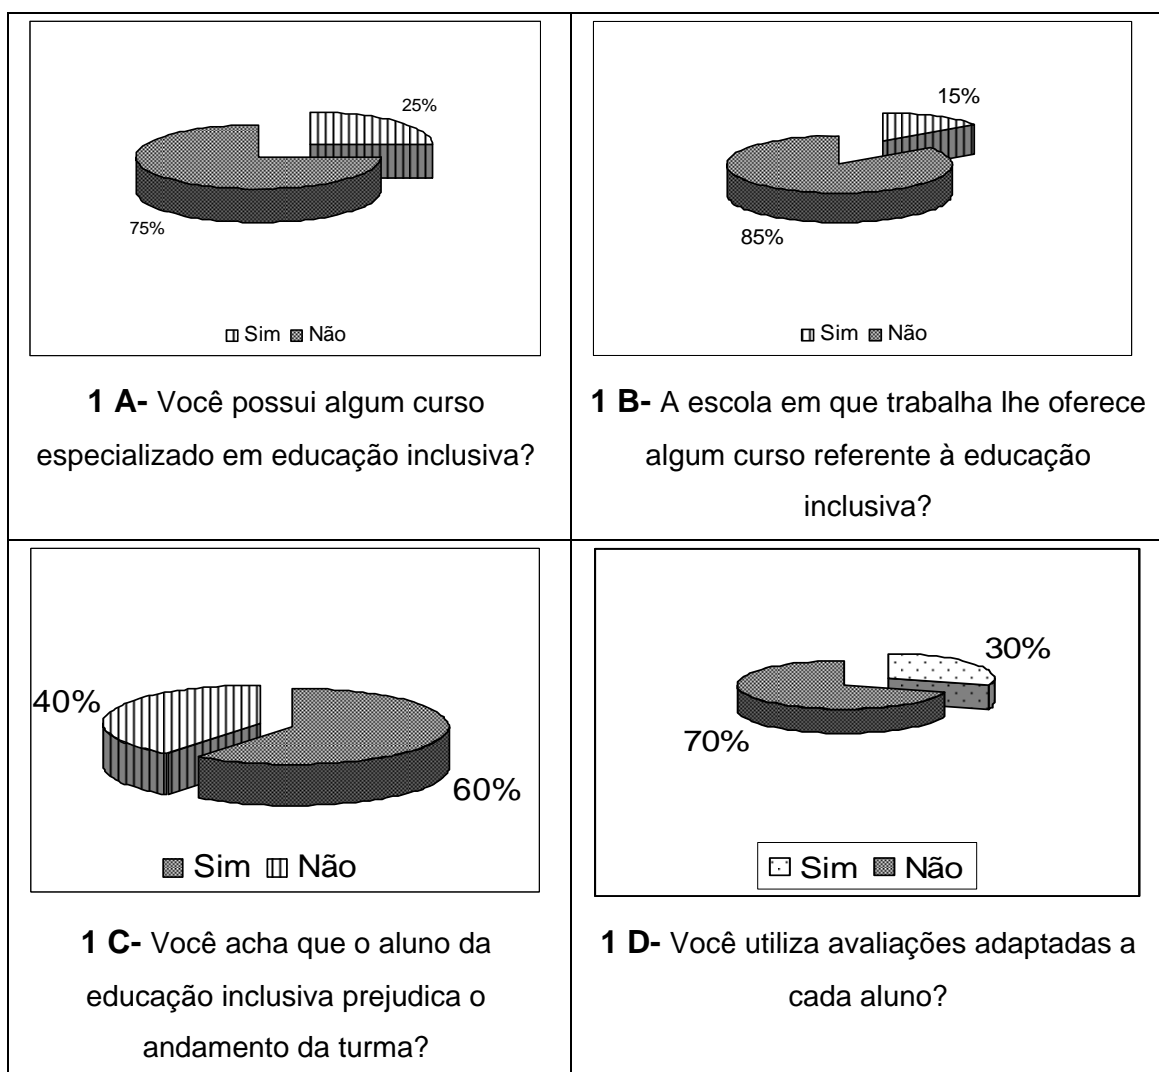 25%
75%
Sim Não
1 A- Você possui algum curso
especializado em educação inclusiva?
15%
85%
Sim Não
1 B- A escola em que trabalha lhe oferece
algum curso referente à educação
inclusiva?
40%
60%
Sim Não
1 C- Você acha que o aluno da
educação inclusiva prejudica o
andamento da turma?
30%
70%
Sim Não
1 D- Você utiliza avaliações adaptadas a
cada aluno?